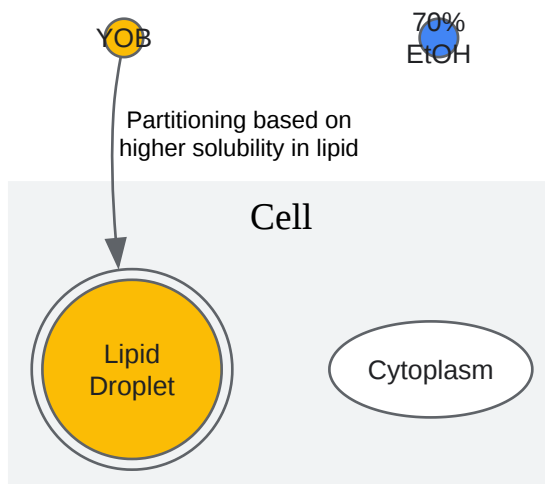 YOB
70%
EtOH
Partitioning based on
higher solubility in lipid
Cell
Lipid
Droplet
Cytoplasm